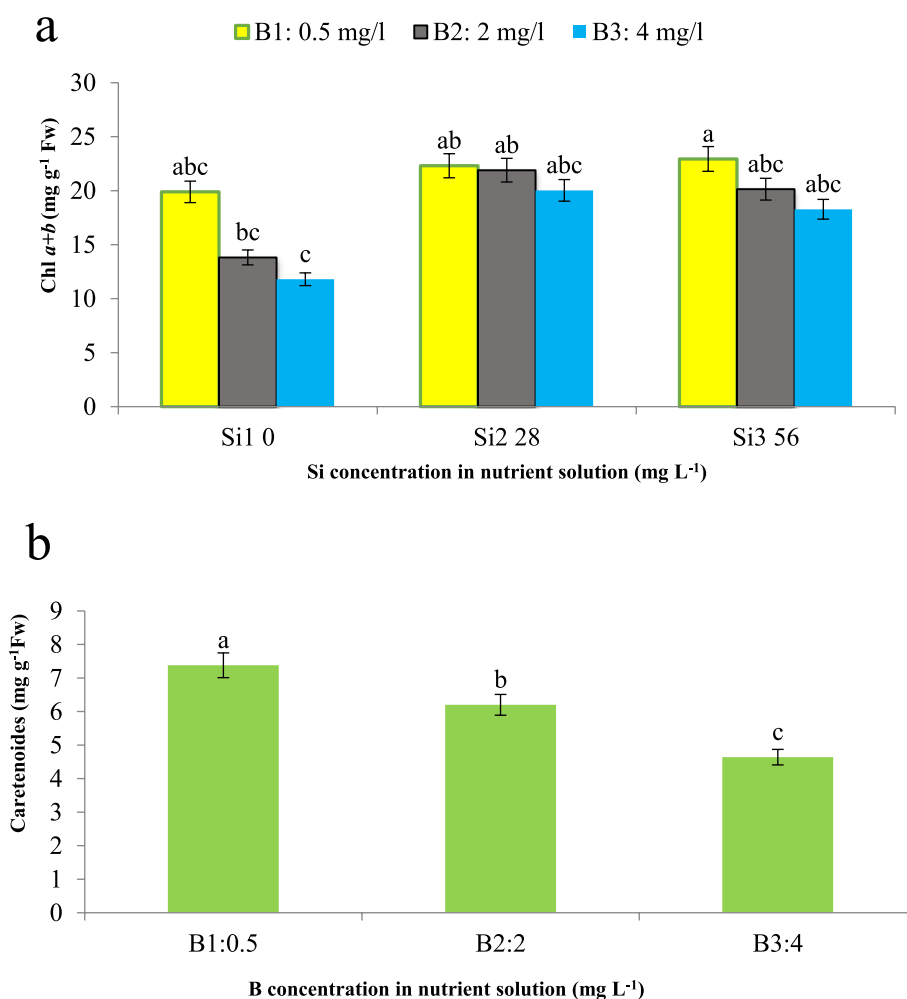 a
B1: 0.5 mg/l B2: 2 mg/l B3: 4 mg/l
30
25
20
15
10
5
0
Chl a+b (mg g-1 Fw)
abc bc c
ab ab abc
a abc abc
Si1 0 Si2 28 Si3 56
Si concentration in nutrient solution (mg L-1)
b
9
8
7
6
5
4
3
2
1
0
Caretenoides (mg g-1Fw)
a b c
B1:0.5 B2:2 B3:4
B concentration in nutrient solution (mg L-1)